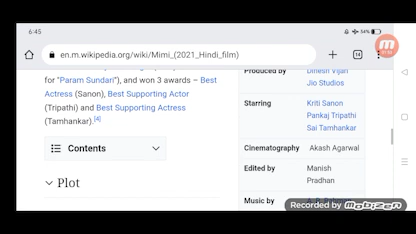 6:45
34%
en.m.wikipedia.org/wiki/Mimi_(2021_Hindi_film)
14
for "Param Sundari"), and won 3 awards – Best
Actress (Sanon), Best Supporting Actor
(Tripathi) and Best Supporting Actress
(Tamhankar).[4]
Contents
Plot
Produced by Dinesh Vijan
Jio Studios
Starring Kriti Sanon
Pankaj Tripathi
Sai Tamhankar
Cinematography Akash Agarwal
Edited by Manish
Pradhan
Music by
Recorded by Mobizen